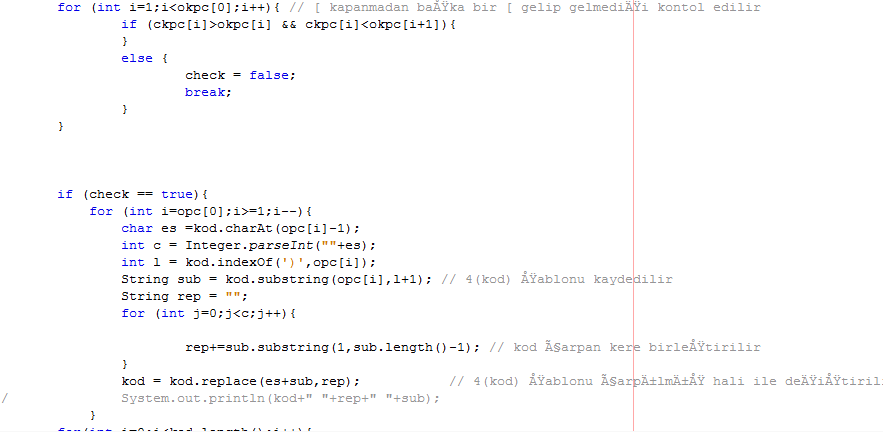 for (int i=1;i<okpc[0];i++){ // [ kapanmadan baÅŸka bir [ gelip gelmediÄŸi kontol edilir
if (ckpc[i]>okpc[i] && ckpc[i]<okpc[i+1]){
}
else {
check = false;
break;
}
}
if (check == true){
for (int i=opc[0];i>=1;i--){
char es =kod.charAt(opc[i]-1);
int c = Integer.parseInt(""+es);
int l = kod.indexOf(')',opc[i]);
String sub = kod.substring(opc[i],l+1); // 4(kod) ÅŸablonu kaydedilir
String rep = "";
for (int j=0;j<c;j++){
rep+=sub.substring(1,sub.length()-1); // kod Ã§arpan kere birleÅŸtirilir
}
kod = kod.replace(es+sub,rep); // 4(kod) ÅŸablonu Ã§arpÄ±lmÄ±ÅŸ hali ile deÄŸiÅŸtirili
/ System.out.println(kod+" "+rep+" "+sub);
}
for(int i=0;i<kod.length();i++){